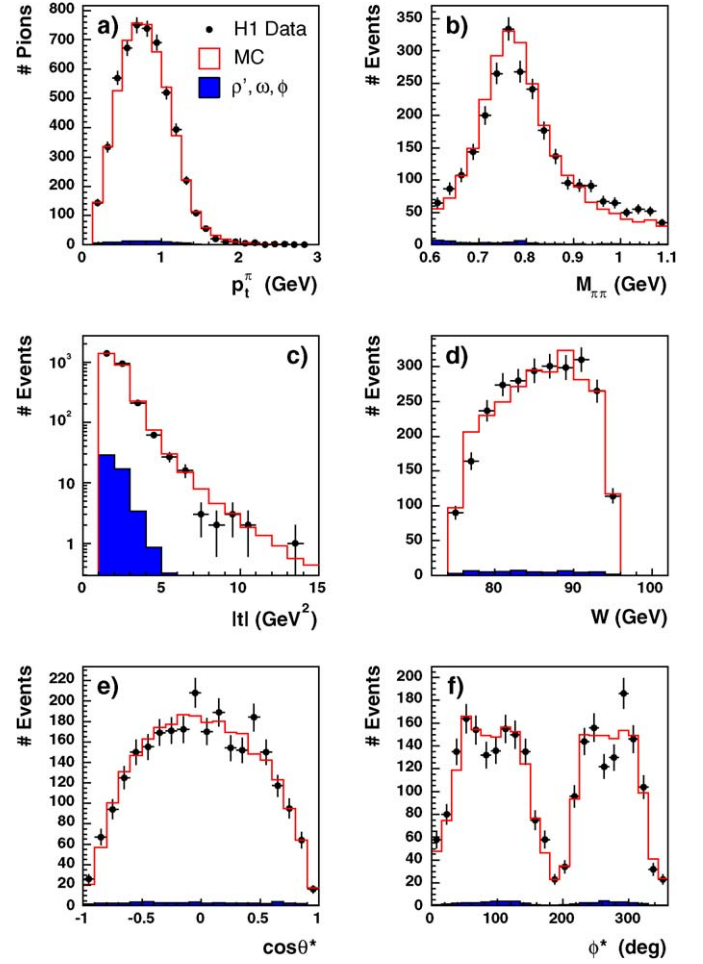 a)
H1 Data
MC
ρ', ω, ϕ
# Pions
800
700
600
500
400
300
200
100
0
0 1 2 3
p_t^π (GeV)
b)
# Events
350
300
250
200
150
100
50
0
0.6 0.7 0.8 0.9 1 1.1
M_ππ (GeV)
c)
# Events
10^3
10^2
10
1
0 5 10 15
|t| (GeV^2)
d)
# Events
300
250
200
150
100
50
0
80 90 100
W (GeV)
e)
# Events
220
200
180
160
140
120
100
80
60
40
20
0
-1 -0.5 0 0.5 1
cosθ*
f)
# Events
200
180
160
140
120
100
80
60
40
20
0
0 100 200 300
ϕ* (deg)